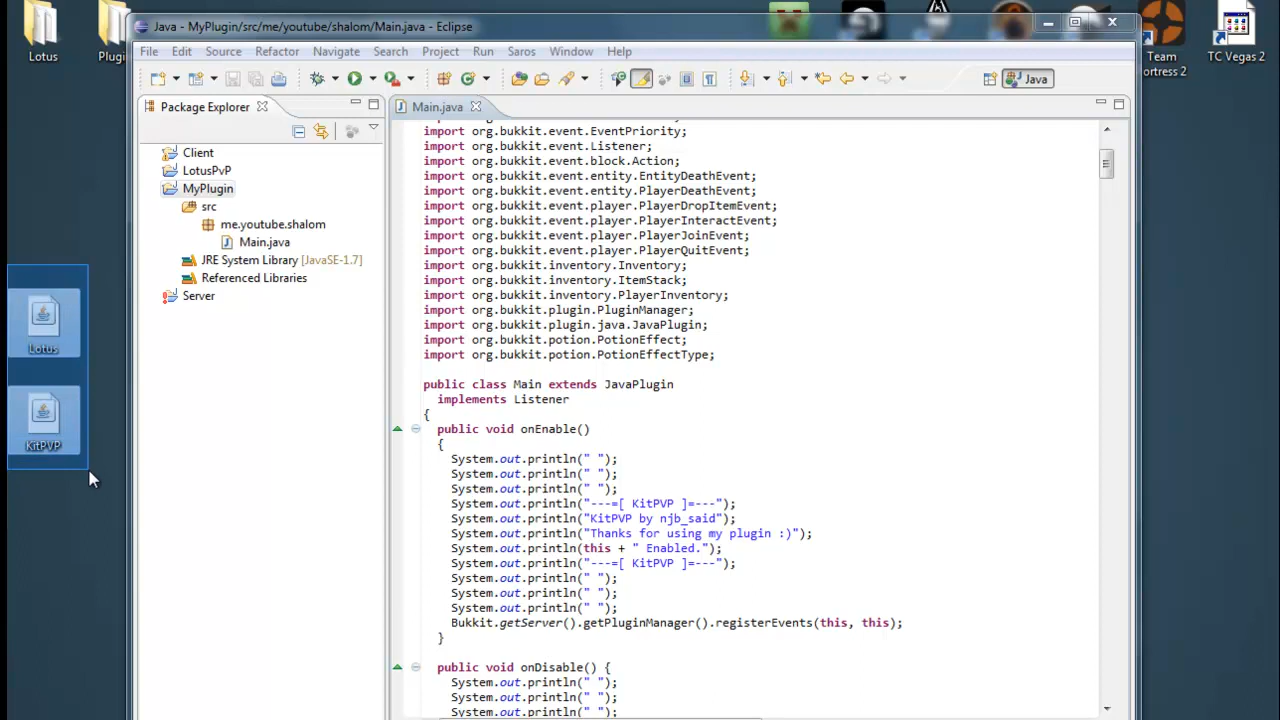 Lotus
Plugi
Java - MyPlugin/src/me/youtube/shalom/Main.java - Eclipse
Team
ortress 2
TC Vegas 2
File Edit Source Refactor Navigate Search Project Run Saros Window Help
Java
Package Explorer
Main.java
Client
LotusPvP
MyPlugin
src
me.youtube.shalom
Main.java
JRE System Library [JavaSE-1.7]
Referenced Libraries
Server
Lotus
KitPVP
import org.bukkit.event.EventPriority;
import org.bukkit.event.Listener;
import org.bukkit.event.block.Action;
import org.bukkit.event.entity.EntityDeathEvent;
import org.bukkit.event.entity.PlayerDeathEvent;
import org.bukkit.event.player.PlayerDropItemEvent;
import org.bukkit.event.player.PlayerInteractEvent;
import org.bukkit.event.player.PlayerJoinEvent;
import org.bukkit.event.player.PlayerQuitEvent;
import org.bukkit.inventory.Inventory;
import org.bukkit.inventory.ItemStack;
import org.bukkit.inventory.PlayerInventory;
import org.bukkit.plugin.PluginManager;
import org.bukkit.plugin.java.JavaPlugin;
import org.bukkit.potion.PotionEffect;
import org.bukkit.potion.PotionEffectType;
public class Main extends JavaPlugin
implements Listener
{
public void onEnable()
{
System.out.println(" ");
System.out.println(" ");
System.out.println(" ");
System.out.println("---=[ KitPVP ]=---");
System.out.println("KitPVP by njb_said");
System.out.println("Thanks for using my plugin :)");
System.out.println(this + " Enabled.");
System.out.println("---=[ KitPVP ]=---");
System.out.println(" ");
System.out.println(" ");
System.out.println(" ");
Bukkit.getServer().getPluginManager().registerEvents(this, this);
}
public void onDisable() {
System.out.println(" ");
System.out.println(" ");
System.out.println(" ");